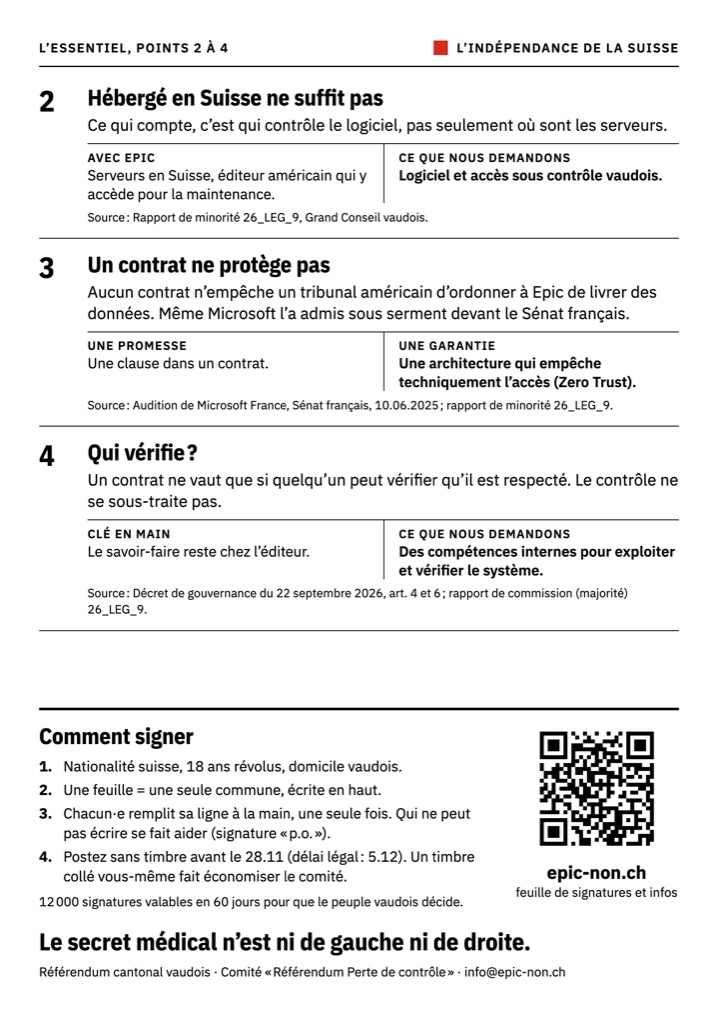 L’ESSENTIEL, POINTS 2 À 4
L’INDÉPENDANCE DE LA SUISSE
2
Hébergé en Suisse ne suffit pas
Ce qui compte, c’est qui contrôle le logiciel, pas seulement où sont les serveurs.
AVEC EPIC
Serveurs en Suisse, éditeur américain qui y
accède pour la maintenance.
CE QUE NOUS DEMANDONS
Logiciel et accès sous contrôle vaudois.
Source : Rapport de minorité 26_LEG_9, Grand Conseil vaudois.
3
Un contrat ne protège pas
Aucun contrat n’empêche un tribunal américain d’ordonner à Epic de livrer des
données. Même Microsoft l’a admis sous serment devant le Sénat français.
UNE PROMESSE
Une clause dans un contrat.
UNE GARANTIE
Une architecture qui empêche
techniquement l’accès (Zero Trust).
Source : Audition de Microsoft France, Sénat français, 10.06.2025 ; rapport de minorité 26_LEG_9.
4
Qui vérifie ?
Un contrat ne vaut que si quelqu’un peut vérifier qu’il est respecté. Le contrôle ne
se sous-traite pas.
CLÉ EN MAIN
Le savoir-faire reste chez l’éditeur.
CE QUE NOUS DEMANDONS
Des compétences internes pour exploiter
et vérifier le système.
Source : Décret de gouvernance du 22 septembre 2026, art. 4 et 6 ; rapport de commission (majorité)
26_LEG_9.
Comment signer
1. Nationalité suisse, 18 ans révolus, domicile vaudois.
2. Une feuille = une seule commune, écrite en haut.
3. Chacun·e remplit sa ligne à la main, une seule fois. Qui ne peut
pas écrire se fait aider (signature « p.o. »).
4. Postez sans timbre avant le 28.11 (délai légal : 5.12). Un timbre
collé vous-même fait économiser le comité.
12 000 signatures valables en 60 jours pour que le peuple vaudois décide.
epic-non.ch
feuille de signatures et infos
Le secret médical n’est ni de gauche ni de droite.
Référendum cantonal vaudois · Comité « Référendum Perte de contrôle » · info@epic-non.ch